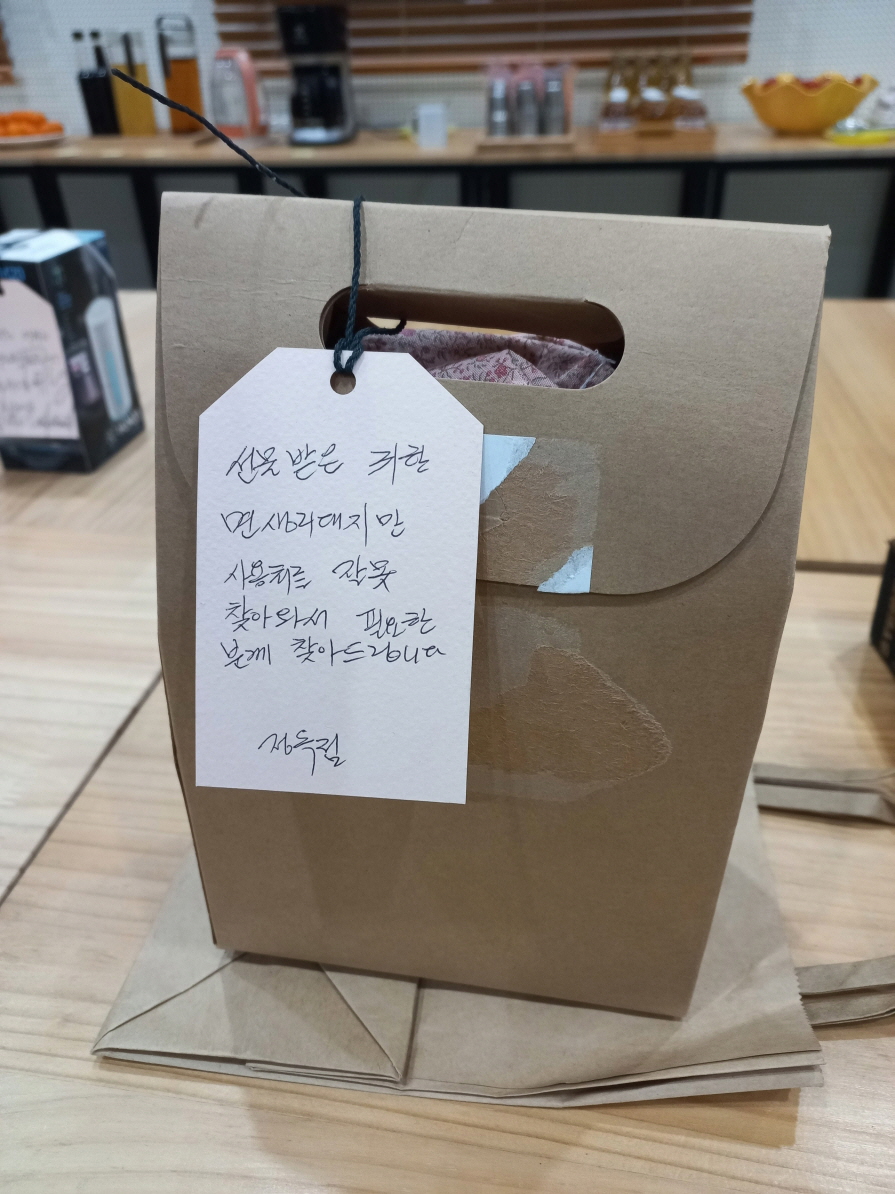 선물 받은 귀한
면생리대지만
사용처를 잘못
찾아와서 필요한
분께 찾아드립니다